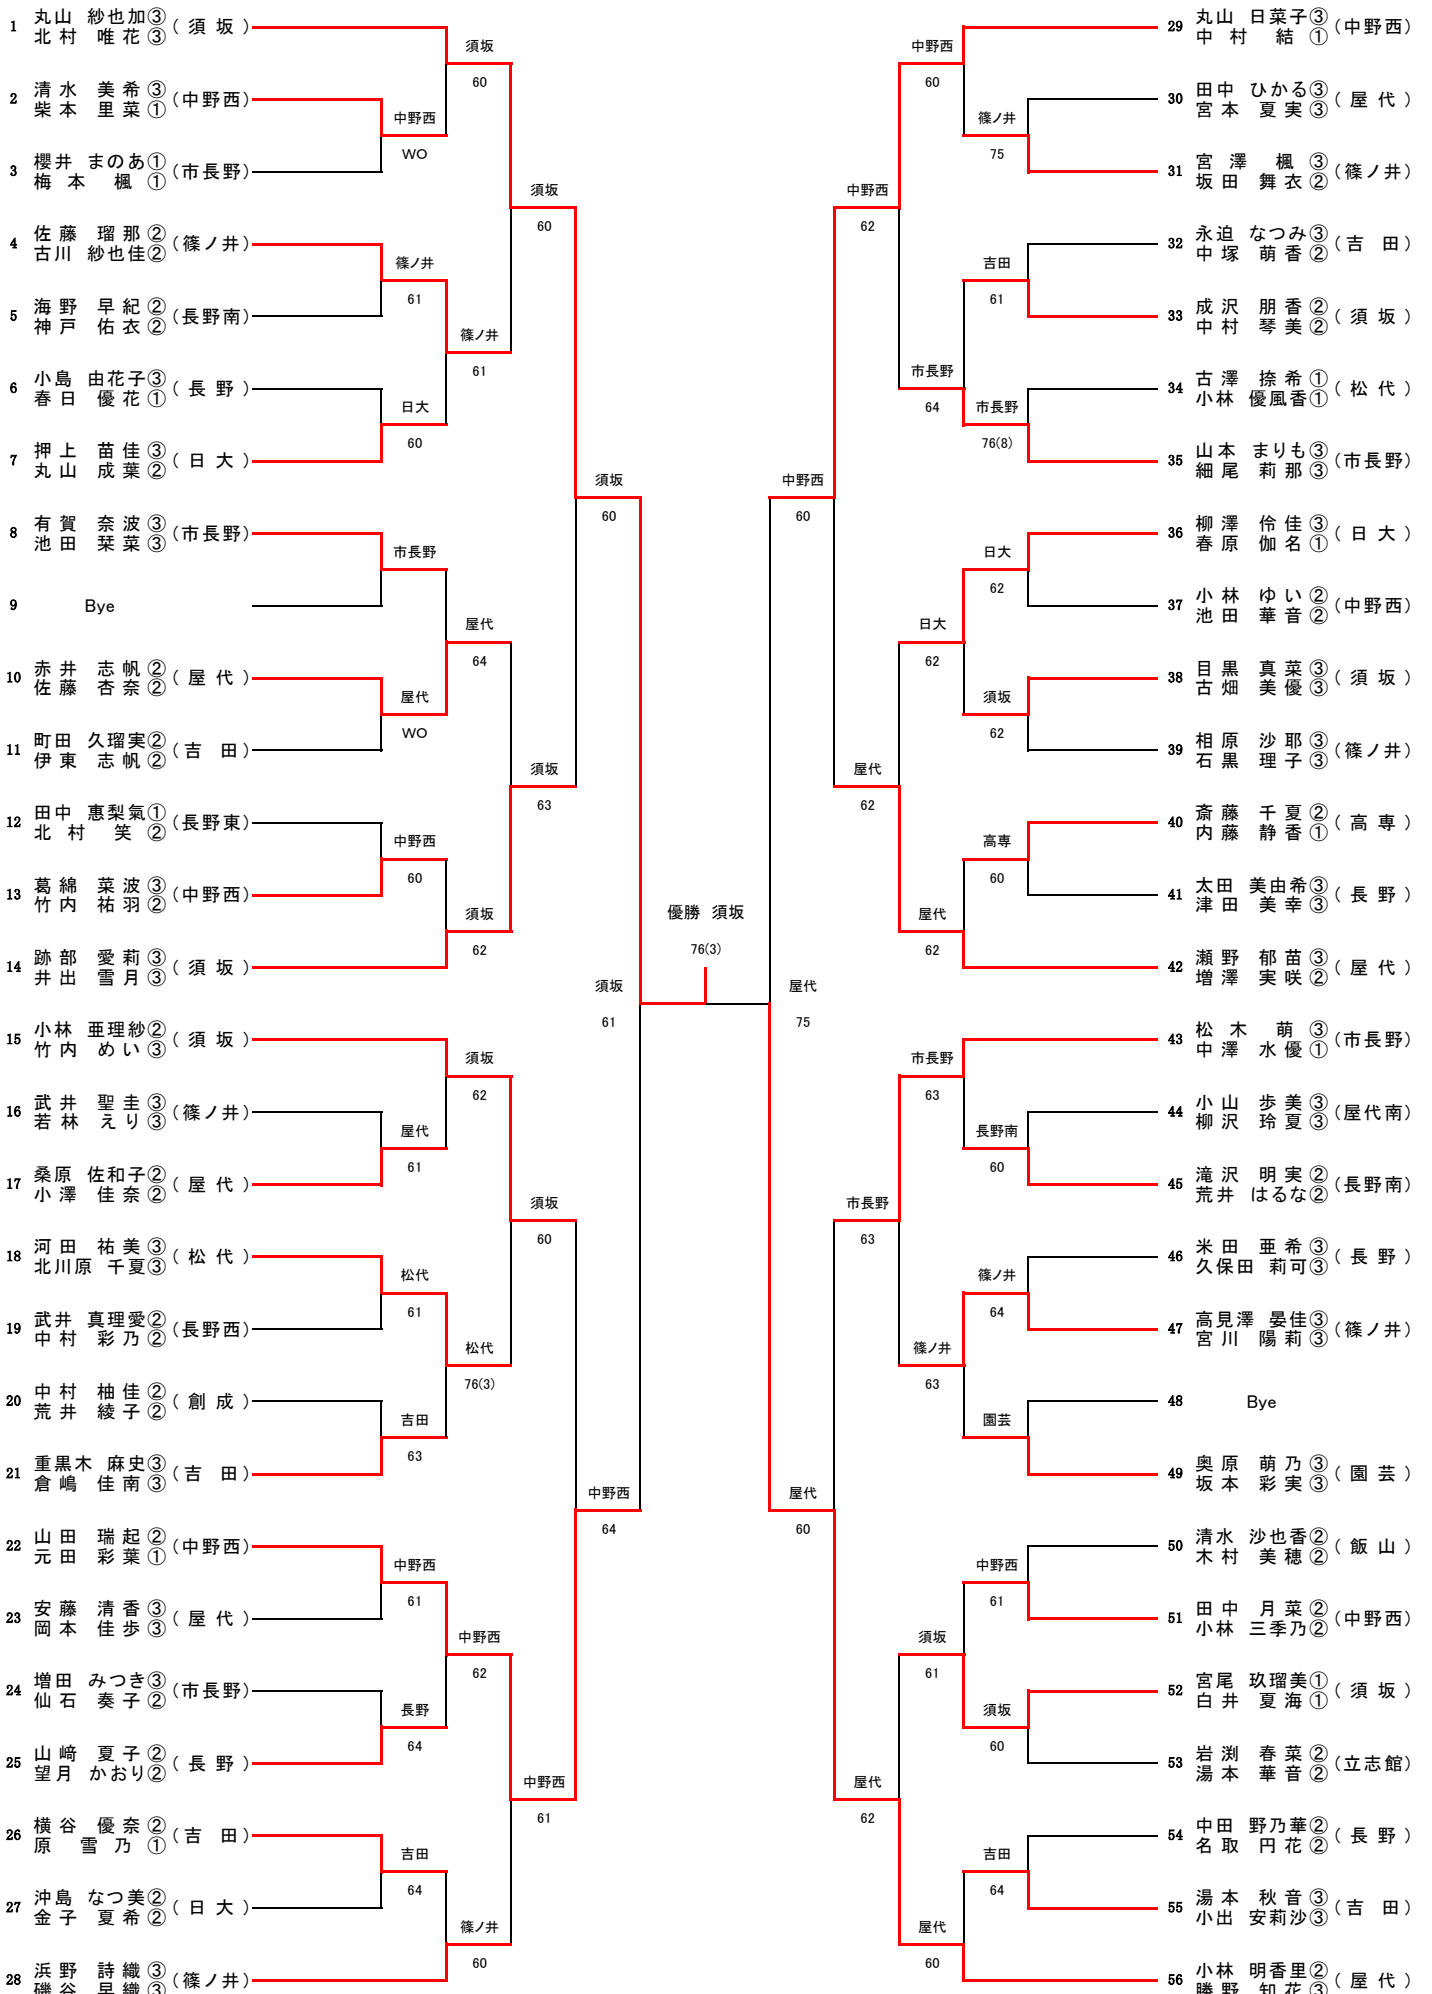 1 丸山 紗也加③ (須坂)
北村 唯花③
2 清水 美希③ (中野西)
柴本 里菜①
3 櫻井 まのあ① (市長野)
梅本 楓①
4 佐藤 瑠那② (篠ノ井)
古川 紗也佳②
5 海野 早紀② (長野南)
神戸 佑衣②
6 小島 由花子③ (長野)
春日 優花①
7 押上 苗佳③ (日大)
丸山 成葉②
8 有賀 奈波③ (市長野)
池田 栞菜③
9 Bye
10 赤井 志帆② (屋代)
佐藤 杏奈②
11 町田 久瑠実② (吉田)
伊東 志帆②
12 田中 惠梨氣① (長野東)
北村 笑②
13 葛綿 菜波③ (中野西)
竹内 祐羽②
14 跡部 愛莉③ (須坂)
井出 雪月③
15 小林 亜理紗② (須坂)
竹内 めい③
16 武井 聖圭③ (篠ノ井)
若林 えり③
17 桑原 佐和子② (屋代)
小澤 佳奈②
18 河田 祐美③ (松代)
北川原 千夏③
19 武井 真理愛② (長野西)
中村 彩乃②
20 中村 柚佳② (創成)
荒井 綾子②
21 重黒木 麻史③ (吉田)
倉嶋 佳南③
22 山田 瑞起② (中野西)
元田 彩葉①
23 安藤 清香③ (屋代)
岡本 佳歩③
24 増田 みつき③ (市長野)
仙石 奏子②
25 山﨑 夏子② (長野)
望月 かおり②
26 横谷 優奈② (吉田)
原 雪乃①
27 沖島 なつ美② (日大)
金子 夏希②
28 浜野 詩織③ (篠ノ井)
磯谷 早織③
中野西
WO
篠ノ井
61
日大
60
市長野
屋代
WO
中野西
60
屋代
61
松代
61
吉田
63
中野西
61
長野
64
吉田
64
須坂
60
篠ノ井
61
屋代
64
須坂
62
須坂
62
松代
76(3)
中野西
62
篠ノ井
60
須坂
60
須坂
63
須坂
60
中野西
61
須坂
60
中野西
64
須坂
61
優勝 須坂
76(3)
屋代
75
中野西
60
屋代
60
中野西
62
屋代
62
市長野
63
屋代
62
中野西
60
市長野
64
日大
62
屋代
62
市長野
63
篠ノ井
63
須坂
61
屋代
60
篠ノ井
75
吉田
61
市長野
76(8)
日大
62
須坂
62
高専
60
長野南
60
篠ノ井
64
園芸
中野西
61
須坂
60
吉田
64
29 丸山 日菜子③ (中野西)
中村 結①
30 田中 ひかる③ (屋代)
宮本 夏実③
31 宮澤 楓③ (篠ノ井)
坂田 舞衣②
32 永迫 なつみ③ (吉田)
中塚 萌香②
33 成沢 朋香② (須坂)
中村 琴美②
34 古澤 捺希① (松代)
小林 優風香①
35 山本 まりも③ (市長野)
細尾 莉那③
36 柳澤 伶佳③ (日大)
春原 伽名①
37 小林 ゆい② (中野西)
池田 華音②
38 目黒 真菜③ (須坂)
古畑 美優③
39 相原 沙耶③ (篠ノ井)
石黒 理子③
40 斎藤 千夏② (高専)
内藤 静香①
41 太田 美由希③ (長野)
津田 美幸③
42 瀬野 郁苗③ (屋代)
増澤 実咲②
43 松木 萌③ (市長野)
中澤 水優①
44 小山 歩美③ (屋代南)
柳沢 玲夏③
45 滝沢 明実② (長野南)
荒井 はるな②
46 米田 亜希③ (長野)
久保田 莉可③
47 高見澤 晏佳③ (篠ノ井)
宮川 陽莉③
48 Bye
49 奥原 萌乃③ (園芸)
坂本 彩実③
50 清水 沙也香② (飯山)
木村 美穂②
51 田中 月菜② (中野西)
小林 三季乃②
52 宮尾 玖瑠美① (須坂)
白井 夏海①
53 岩渕 春菜② (立志館)
湯本 華音②
54 中田 野乃華② (長野)
名取 円花②
55 湯本 秋音③ (吉田)
小出 安莉沙③
56 小林 明香里② (屋代)
勝野 知花③